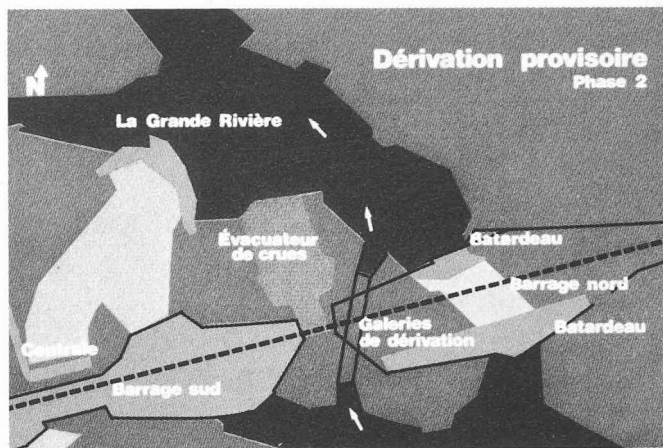 Dérivation provisoire
Phase 2
N
La Grande Rivière
Évacuateur
de crues
Batardeau
Barrage nord
Galeries
de dérivation
Batardeau
Centrale
Barrage sud